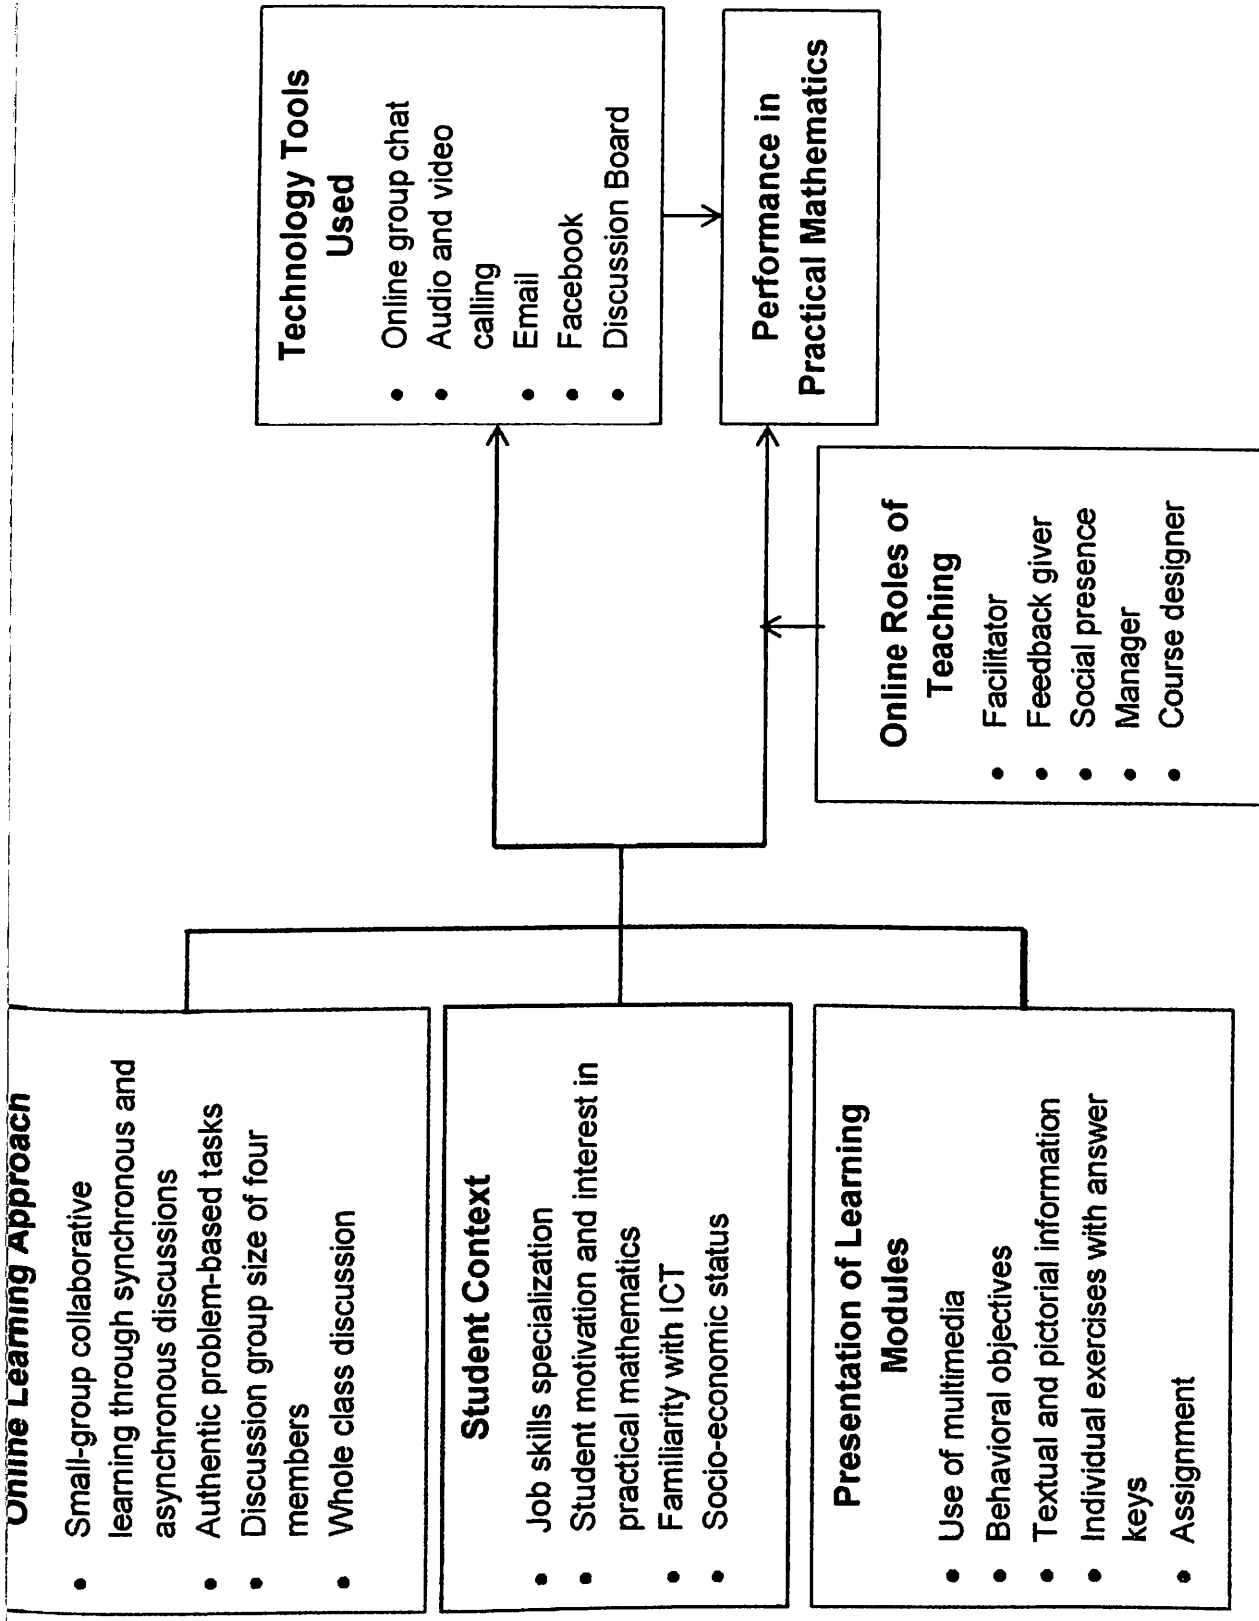 Online Learning Approach
• Small-group collaborative
learning through synchronous and
asynchronous discussions
• Authentic problem-based tasks
• Discussion group size of four
members
• Whole class discussion
Student Context
• Job skills specialization
• Student motivation and interest in
practical mathematics
• Familiarity with ICT
• Socio-economic status
Presentation of Learning
Modules
• Use of multimedia
• Behavioral objectives
• Textual and pictorial information
• Individual exercises with answer
keys
• Assignment
Technology Tools
Used
• Online group chat
• Audio and video
calling
• Email
• Facebook
• Discussion Board
Performance in
Practical Mathematics
Online Roles of
Teaching
• Facilitator
• Feedback giver
• Social presence
• Manager
• Course designer